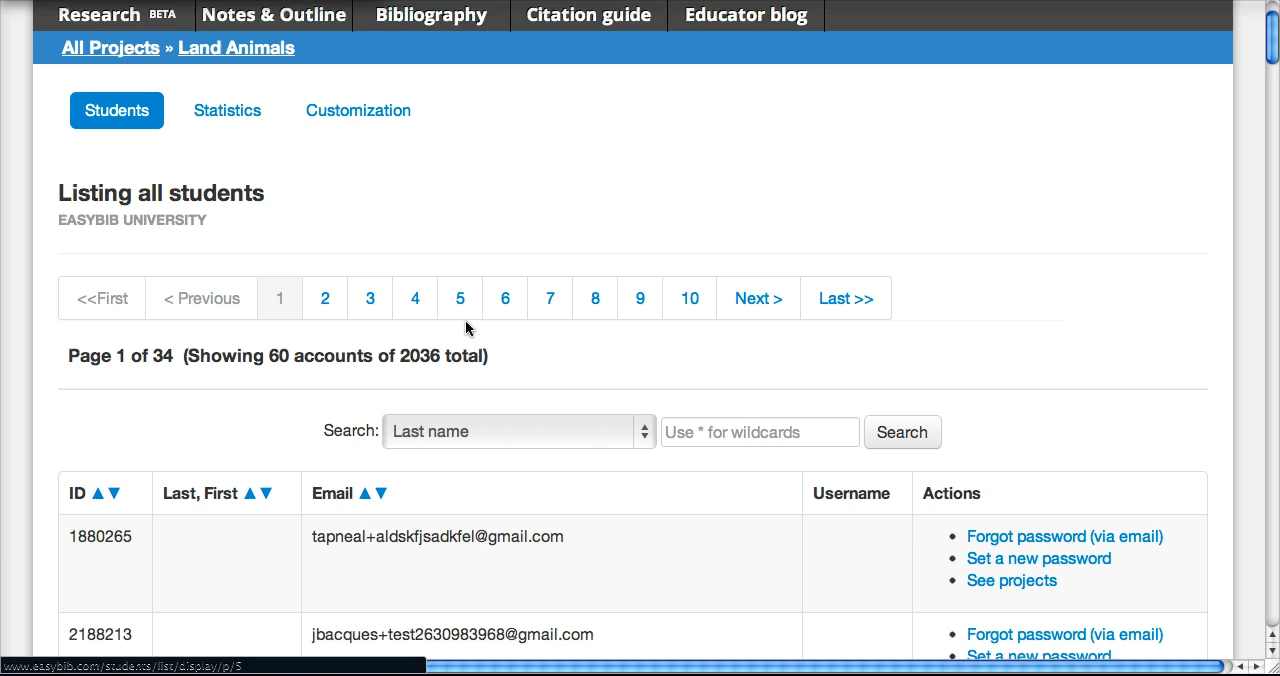 Research BETA Notes & Outline Bibliography Citation guide Educator blog
All Projects » Land Animals
Students Statistics Customization
Listing all students
EASYBIB UNIVERSITY
<<First < Previous 1 2 3 4 5 6 7 8 9 10 Next > Last >>
Page 1 of 34 (Showing 60 accounts of 2036 total)
Search: Last name Use * for wildcards Search
ID ▲▼ Last, First ▲▼ Email ▲▼ Username Actions
1880265 tapneal+aldskfjsadkfel@gmail.com • Forgot password (via email)
• Set a new password
• See projects
2188213 jbacques+test2630983968@gmail.com • Forgot password (via email)
• Set a new password
www.easybib.com/students/list/display/p/5